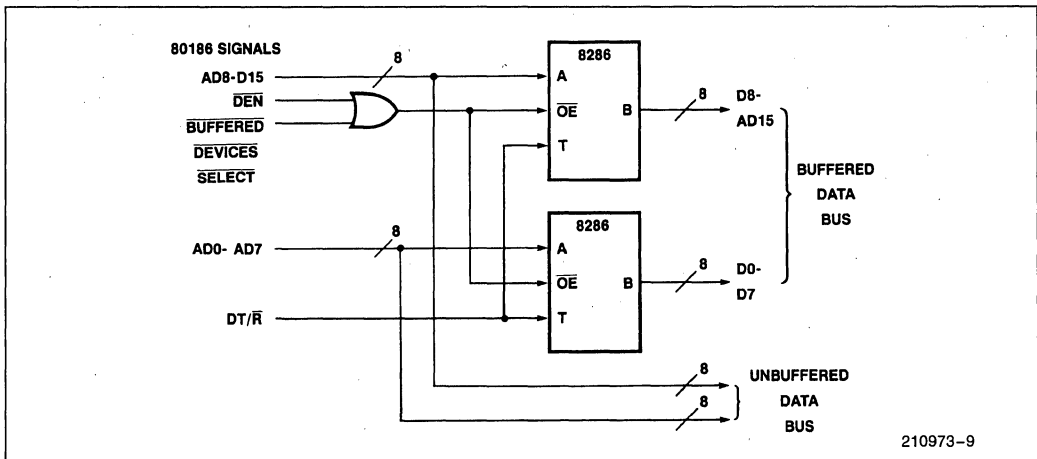 80186 SIGNALS
AD8-D15
DEN
BUFFERED
DEVICES
SELECT
AD0- AD7
DT/R
8
8
8286
A
OE
T
B
8
D8-
AD15
8286
A
OE
T
B
8
D0-
D7
BUFFERED
DATA
BUS
8
8
UNBUFFERED
DATA
BUS
210973-9